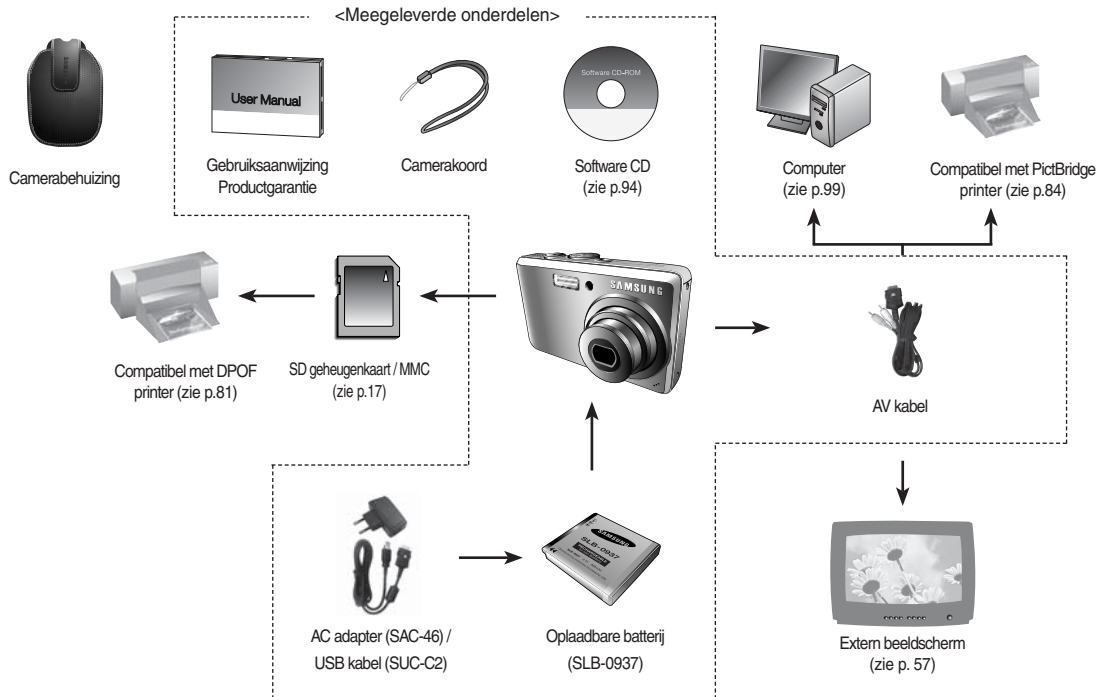 <Meegeleverde onderdelen>
Camerabehuizing
User Manual
Gebruiksaanwijzing
Productgarantie
Camerakoord
Software CD-ROM
Software CD
(zie p.94)
Computer
(zie p.99)
Compatibel met PictBridge
printer (zie p.84)
Compatibel met DPOF
printer (zie p.81)
SD geheugenkaart / MMC
(zie p.17)
SAMSUNG
AV kabel
AC adapter (SAC-46) /
USB kabel (SUC-C2)
SAMSUNG
SLB-0937
Oplaadbare batterij
(SLB-0937)
Extern beeldscherm
(zie p. 57)